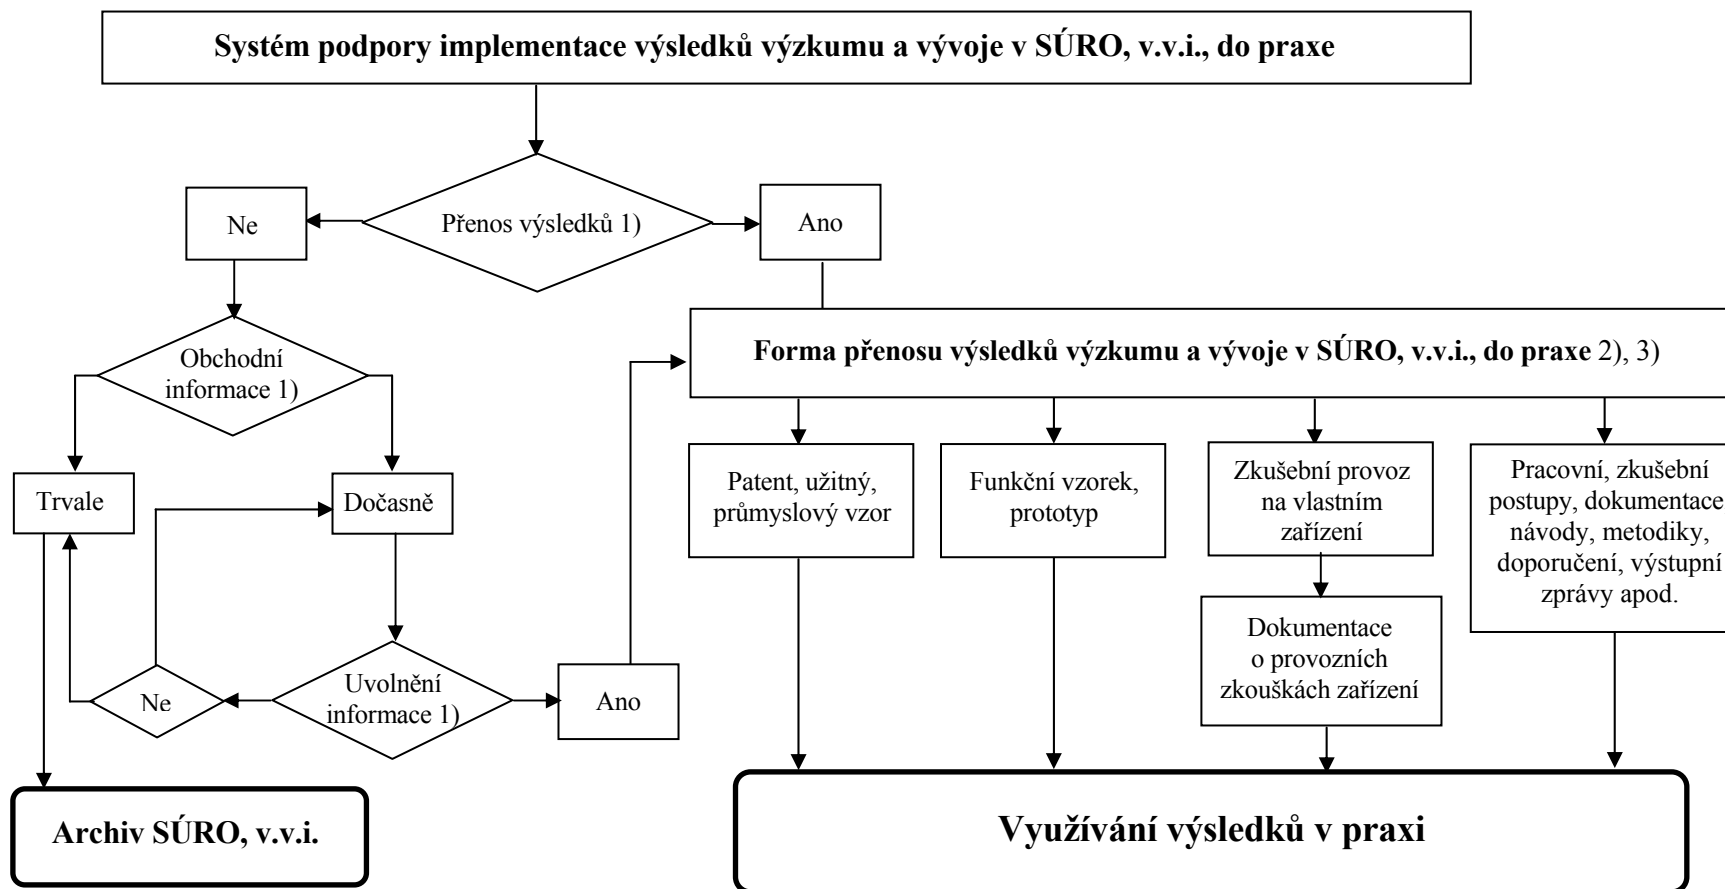 Systém podpory implementace výsledků výzkumu a vývoje v SÚRO, v.v.i., do praxe
Ne
Přenos výsledků 1)
Ano
Obchodní
informace 1)
Forma přenosu výsledků výzkumu a vývoje v SÚRO, v.v.i., do praxe 2), 3)
Trvale
Dočasně
Patent, užitný,
průmyslový vzor
Funkční vzorek,
prototyp
Zkušební provoz
na vlastním
zařízení
Pracovní, zkušební
postupy, dokumentace
návody, metodiky,
doporučení, výstupní
zprávy apod.
Dokumentace
o provozních
zkouškách zařízení
Ne
Uvolnění
informace 1)
Ano
Archiv SÚRO, v.v.i.
Využívání výsledků v praxi